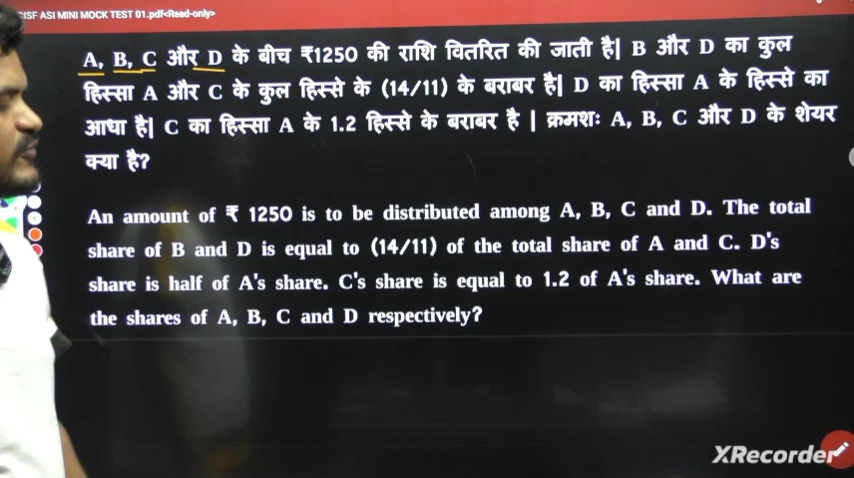 CISF ASI MINI MOCK TEST 01.pdf<Read-only>
A, B, C और D के बीच ₹1250 की राशि वितरित की जाती है| B और D का कुल
हिस्सा A और C के कुल हिस्से के (14/11) के बराबर है| D का हिस्सा A के हिस्से का
आधा है| C का हिस्सा A के 1.2 हिस्से के बराबर है | क्रमशः A, B, C और D के शेयर
क्या है?
An amount of ₹ 1250 is to be distributed among A, B, C and D. The total
share of B and D is equal to (14/11) of the total share of A and C. D's
share is half of A's share. C's share is equal to 1.2 of A's share. What are
the shares of A, B, C and D respectively?
XRecorder